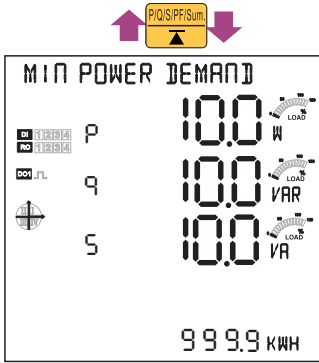 P/Q/S/PF/Sum.
MIN POWER DEMAND
DI 1 2 3 4
RO 1 2 3 4
DO1
P 10.0 W
q 10.0 VAR
S 10.0 VA
LOAD
LOAD
LOAD
999.9 KWH